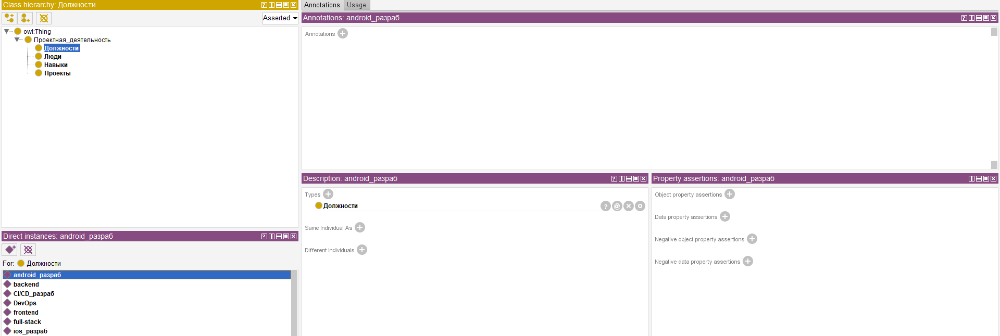 Class hierarchy: Должности
Asserted
owl:Thing
Проектная_деятельность
Должности
Люди
Навыки
Проекты
Direct instances: android_разраб
For: Должности
android_разраб
backend
CI/CD_разраб
DevOps
frontend
full-stack
ios_разраб
Annotations Usage
Annotations: android_разраб
Annotations
Description: android_разраб
Types
Должности
Same Individual As
Different Individuals
Property assertions: android_разраб
Object property assertions
Data property assertions
Negative object property assertions
Negative data property assertions